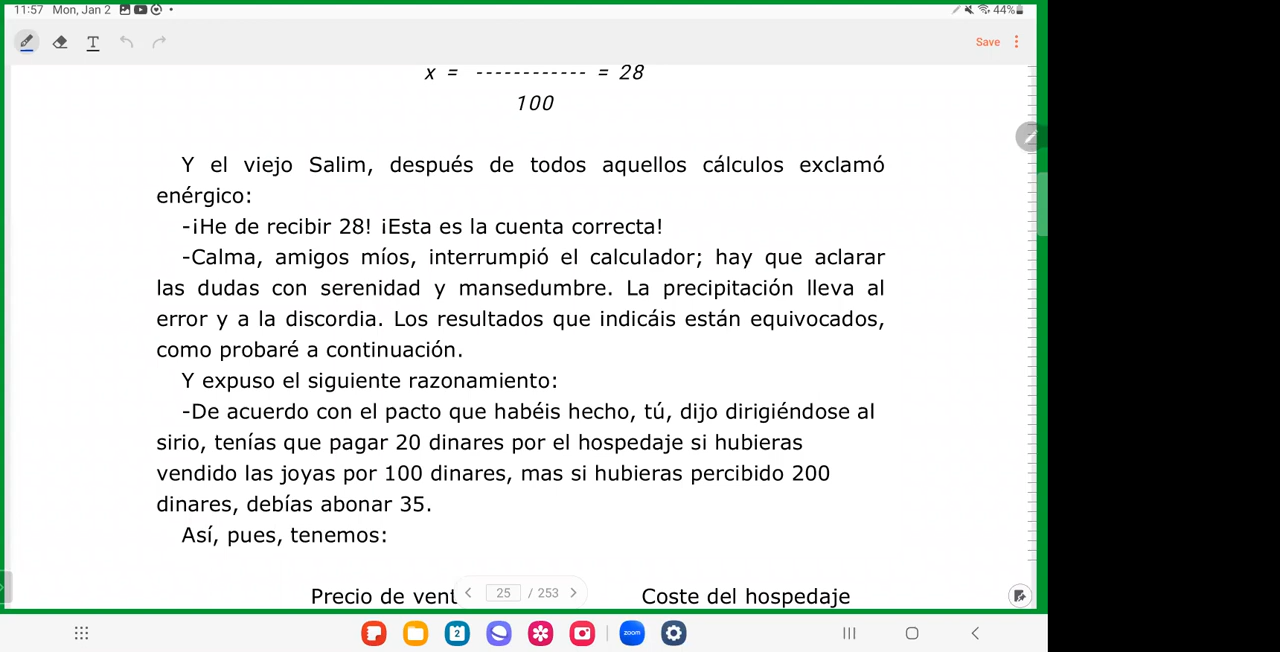 11:57 Mon, Jan 2
44%
T
Save
x = ------------ = 28
100
Y el viejo Salim, después de todos aquellos cálculos exclamó
enérgico:
-¡He de recibir 28! ¡Esta es la cuenta correcta!
-Calma, amigos míos, interrumpió el calculador; hay que aclarar
las dudas con serenidad y mansedumbre. La precipitación lleva al
error y a la discordia. Los resultados que indicáis están equivocados,
como probaré a continuación.
Y expuso el siguiente razonamiento:
-De acuerdo con el pacto que habéis hecho, tú, dijo dirigiéndose al
sirio, tenías que pagar 20 dinares por el hospedaje si hubieras
vendido las joyas por 100 dinares, mas si hubieras percibido 200
dinares, debías abonar 35.
Así, pues, tenemos:
Precio de vent
25 / 253
Coste del hospedaje
2
zoom